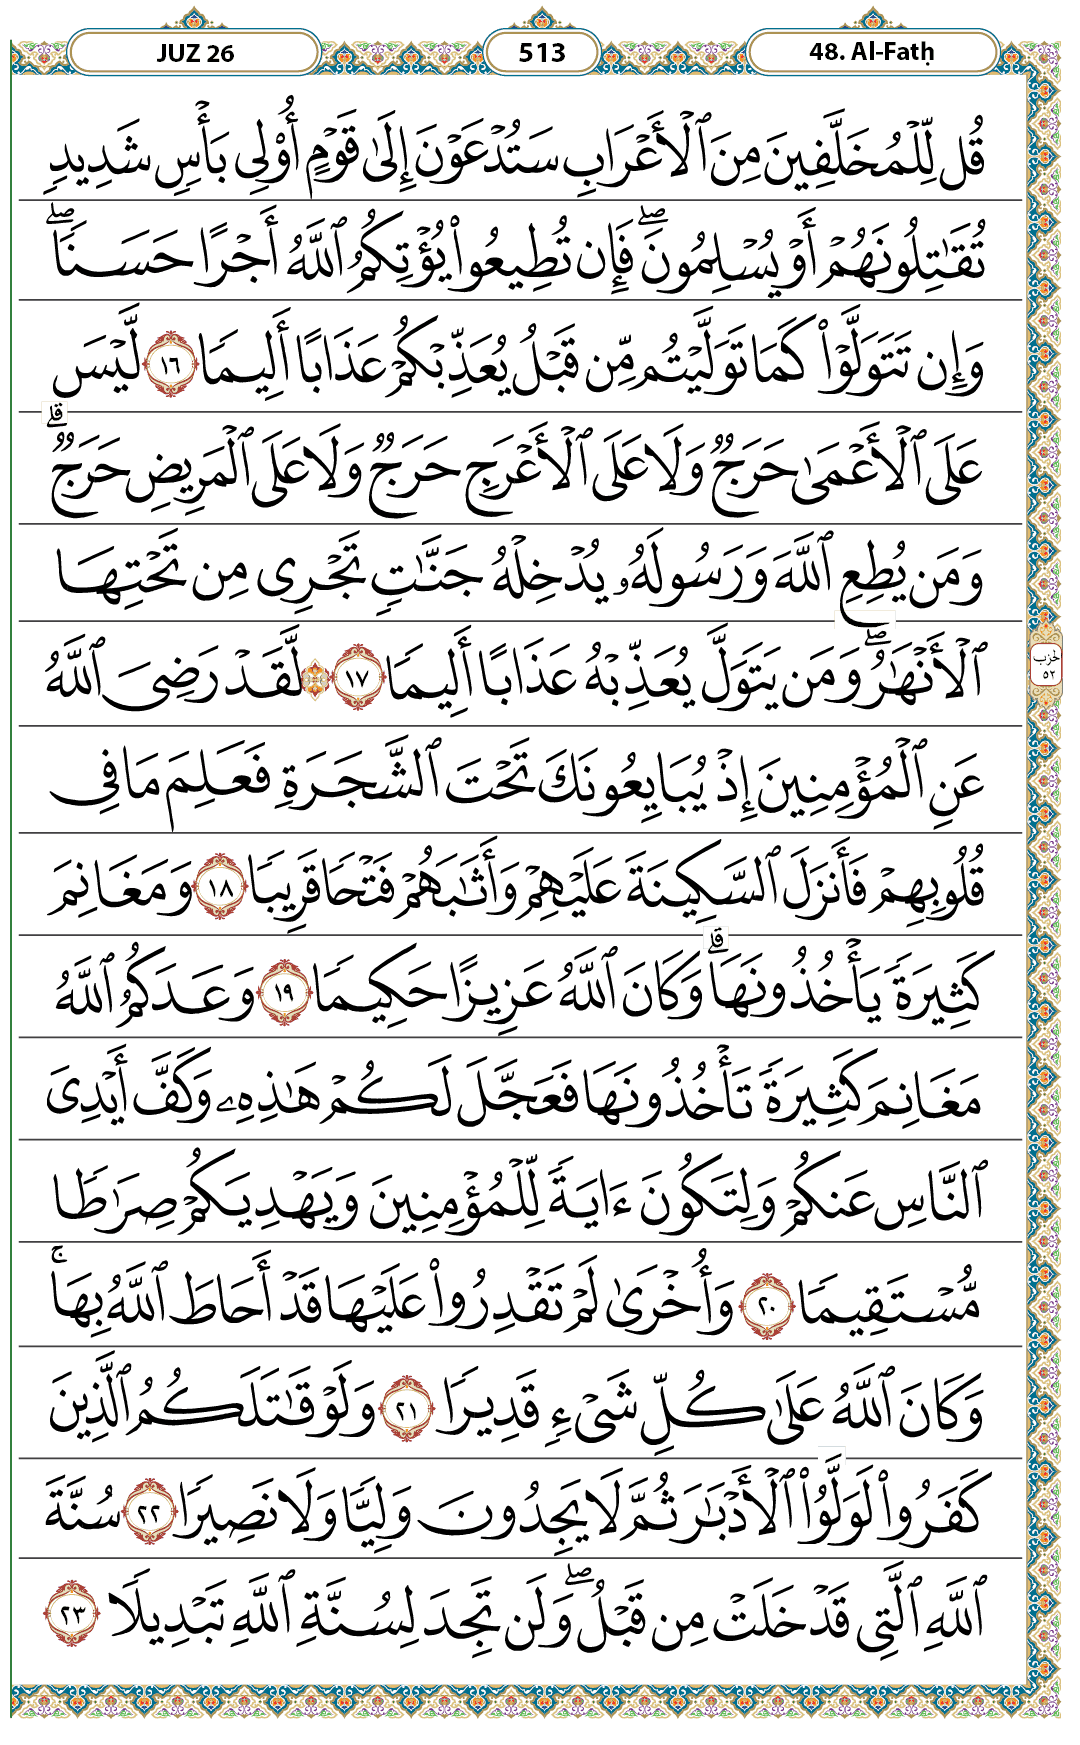 JUZ 26
513
48. Al-Fatḥ
قُل لِّلْمُخَلَّفِينَ مِنَ ٱلْأَعْرَابِ سَتُدْعَوْنَ إِلَىٰ قَوْمٍ أُو۟لِى بَأْسٍ شَدِيدٍ
تُقَـٰتِلُونَهُمْ أَوْ يُسْلِمُونَ ۖ فَإِن تُطِيعُوا۟ يُؤْتِكُمُ ٱللَّهُ أَجْرًا حَسَنًا ۖ
وَإِن تَتَوَلَّوْا۟ كَمَا تَوَلَّيْتُم مِّن قَبْلُ يُعَذِّبْكُمْ عَذَابًا أَلِيمًا ١٦ لَّيْسَ
عَلَى ٱلْأَعْمَىٰ حَرَجٌ وَلَا عَلَى ٱلْأَعْرَجِ حَرَجٌ وَلَا عَلَى ٱلْمَرِيضِ حَرَجٌ ۗ
وَمَن يُطِعِ ٱللَّهَ وَرَسُولَهُۥ يُدْخِلْهُ جَنَّـٰتٍ تَجْرِى مِن تَحْتِهَا
ٱلْأَنْهَـٰرُ ۖ وَمَن يَتَوَلَّ يُعَذِّبْهُ عَذَابًا أَلِيمًا ١٧ ۞ لَّقَدْ رَضِىَ ٱللَّهُ
حزب
٥٢
عَنِ ٱلْمُؤْمِنِينَ إِذْ يُبَايِعُونَكَ تَحْتَ ٱلشَّجَرَةِ فَعَلِمَ مَا فِى
قُلُوبِهِمْ فَأَنزَلَ ٱلسَّكِينَةَ عَلَيْهِمْ وَأَثَـٰبَهُمْ فَتْحًا قَرِيبًا ١٨ وَمَغَانِمَ
كَثِيرَةً يَأْخُذُونَهَا ۗ وَكَانَ ٱللَّهُ عَزِيزًا حَكِيمًا ١٩ وَعَدَكُمُ ٱللَّهُ
مَغَانِمَ كَثِيرَةً تَأْخُذُونَهَا فَعَجَّلَ لَكُمْ هَـٰذِهِۦ وَكَفَّ أَيْدِىَ
ٱلنَّاسِ عَنكُمْ وَلِتَكُونَ ءَايَةً لِّلْمُؤْمِنِينَ وَيَهْدِيَكُمْ صِرَٰطًا
مُّسْتَقِيمًا ٢٠ وَأُخْرَىٰ لَمْ تَقْدِرُوا۟ عَلَيْهَا قَدْ أَحَاطَ ٱللَّهُ بِهَا ۚ
وَكَانَ ٱللَّهُ عَلَىٰ كُلِّ شَىْءٍ قَدِيرًا ٢١ وَلَوْ قَـٰتَلَكُمُ ٱلَّذِينَ
كَفَرُوا۟ لَوَلَّوُا۟ ٱلْأَدْبَـٰرَ ثُمَّ لَا يَجِدُونَ وَلِيًّا وَلَا نَصِيرًا ٢٢ سُنَّةَ
ٱللَّهِ ٱلَّتِى قَدْ خَلَتْ مِن قَبْلُ ۖ وَلَن تَجِدَ لِسُنَّةِ ٱللَّهِ تَبْدِيلًا ٢٣